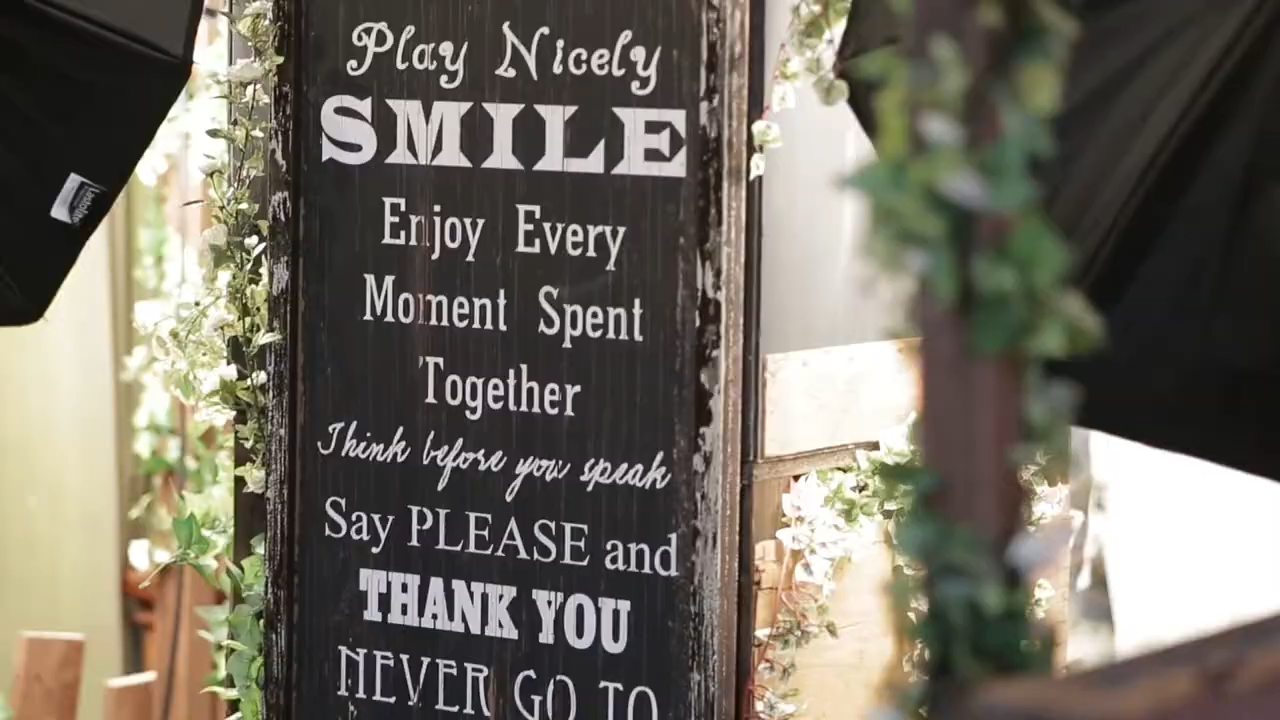 Play Nicely
SMILE
Enjoy Every
Moment Spent
Together
Think before you speak
Say PLEASE and
THANK YOU
NEVER GO TO
Lastolite